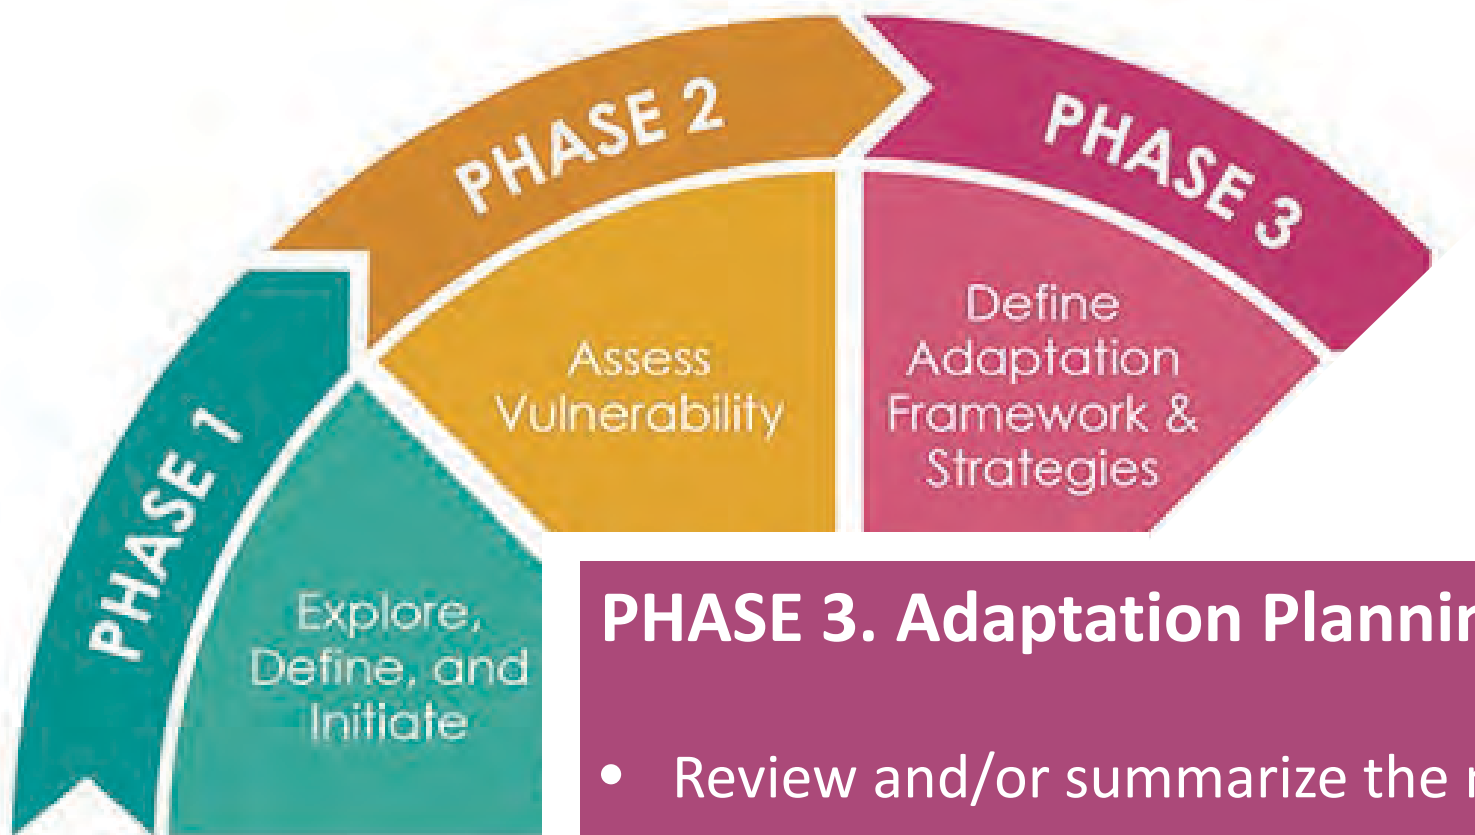 PHASE 1
Explore,
Define, and
Initiate
PHASE 2
Assess
Vulnerability
PHASE 3
Define
Adaptation
Framework &
Strategies
PHASE 3. Adaptation
• Review and/or summarize the